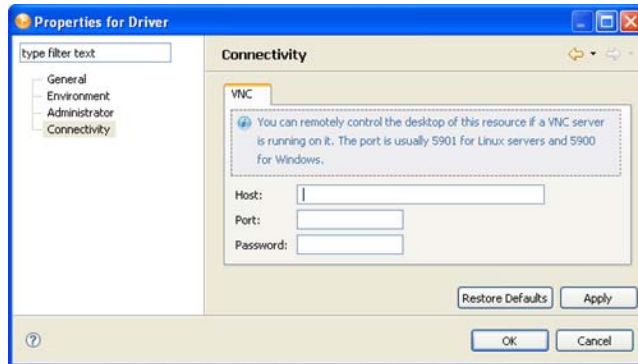 Properties for Driver
type filter text
General
Environment
Administrator
Connectivity
Connectivity
VNC
You can remotely control the desktop of this resource if a VNC server
is running on it. The port is usually 5901 for Linux servers and 5900
for Windows.
Host:
Port:
Password:
Restore Defaults
Apply
OK
Cancel